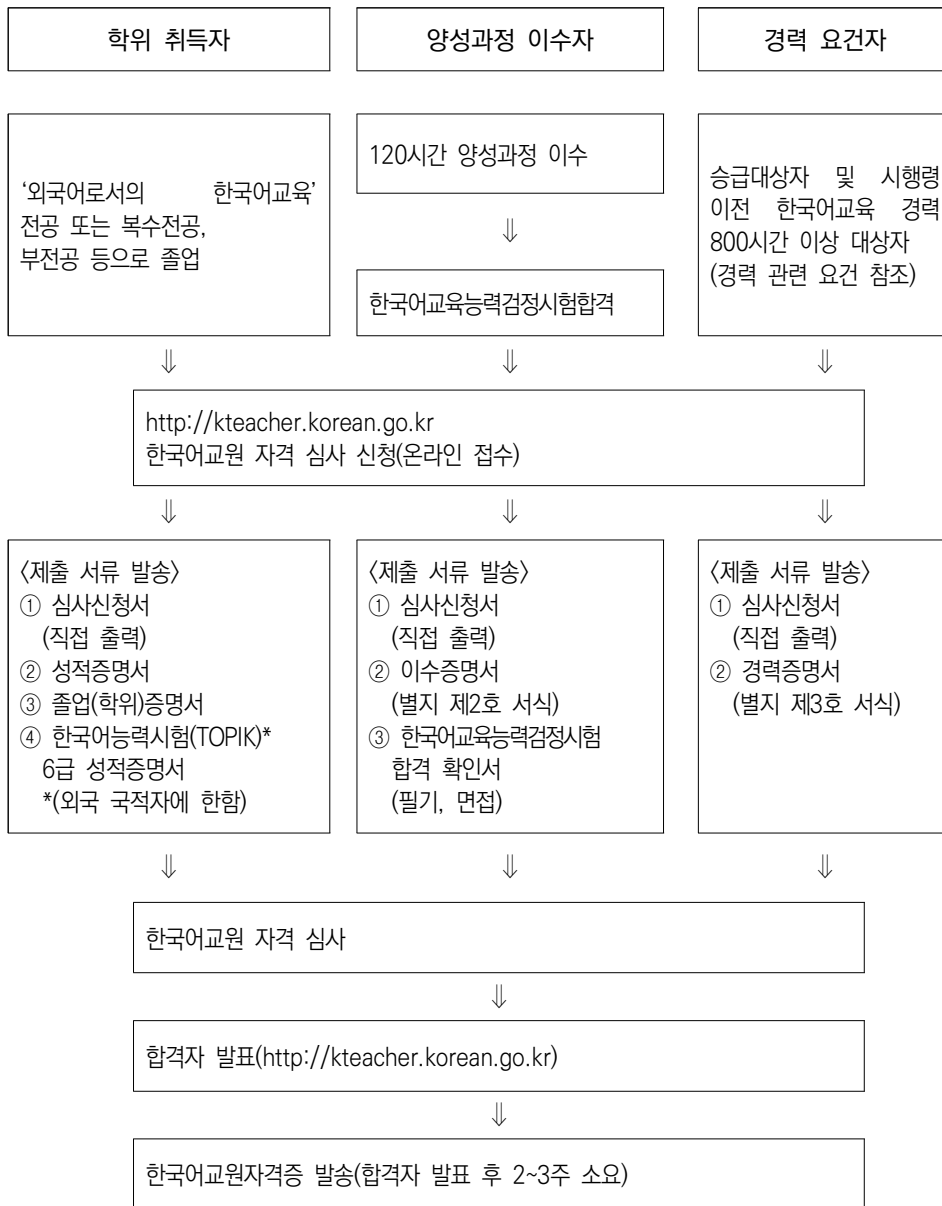 학위 취득자
양성과정 이수자
경력 요건자
‘외국어로서의 한국어교육’
전공 또는 복수전공,
부전공 등으로 졸업
120시간 양성과정 이수
⇓
한국어교육능력검정시험합격
승급대상자 및 시행령
이전 한국어교육 경력
800시간 이상 대상자
(경력 관련 요건 참조)
⇓ ⇓ ⇓
http://kteacher.korean.go.kr
한국어교원 자격 심사 신청(온라인 접수)
⇓ ⇓ ⇓
〈제출 서류 발송〉
① 심사신청서
(직접 출력)
② 성적증명서
③ 졸업(학위)증명서
④ 한국어능력시험(TOPIK)*
6급 성적증명서
*(외국 국적자에 한함)
〈제출 서류 발송〉
① 심사신청서
(직접 출력)
② 이수증명서
(별지 제2호 서식)
③ 한국어교육능력검정시험
합격 확인서
(필기, 면접)
〈제출 서류 발송〉
① 심사신청서
(직접 출력)
② 경력증명서
(별지 제3호 서식)
⇓ ⇓ ⇓
한국어교원 자격 심사
⇓
합격자 발표(http://kteacher.korean.go.kr)
⇓
한국어교원자격증 발송(합격자 발표 후 2~3주 소요)